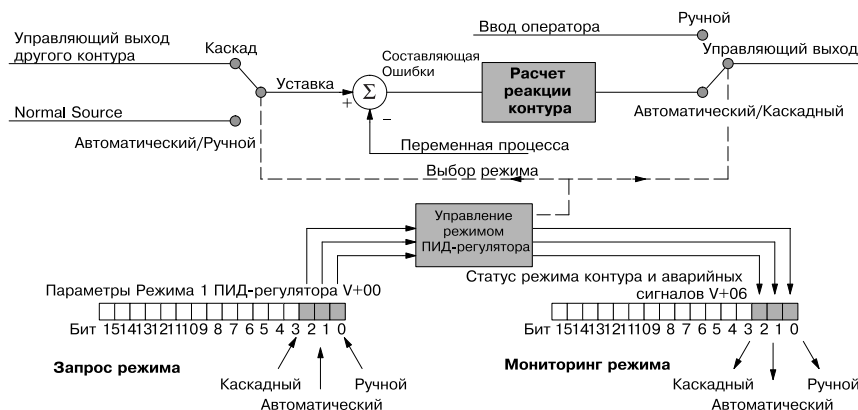 Ввод оператора
Ручной
Управляющий выход
другого контура
Каскад
Управляющий выход
Составляющая
Ошибки
Расчет
реакции
контура
Уставка
+
Σ
−
Normal Source
Автоматический/Ручной
Автоматический/Каскадный
Переменная процесса
Выбор режима
Управление
режимом
ПИД-регулятора
Статус режима контура и аварийных
сигналов V+06
Параметры Режима 1 ПИД-регулятора V+00
Бит 15 14 13 12 11 10 9 8 7 6 5 4 3 2 1 0
Бит 15 14 13 12 11 10 9 8 7 6 5 4 3 2 1 0
Запрос режима
Мониторинг режима
Каскадный
Ручной
Автоматический
Каскадный
Ручной
Автоматический